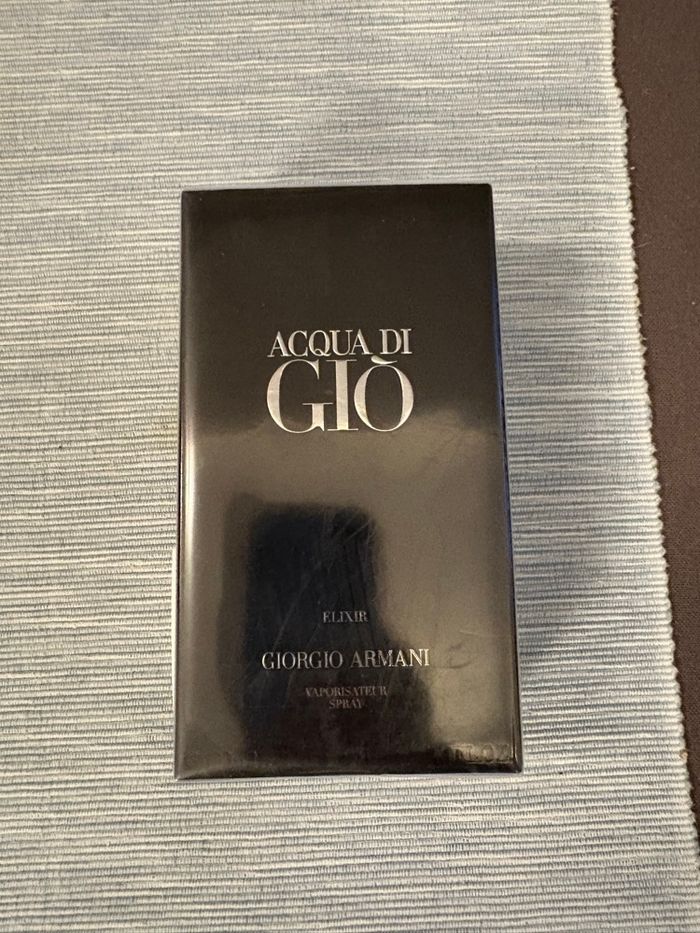 ACQUA DI
GIÒ
ELIXIR
GIORGIO ARMANI
VAPORISATEUR
SPRAY